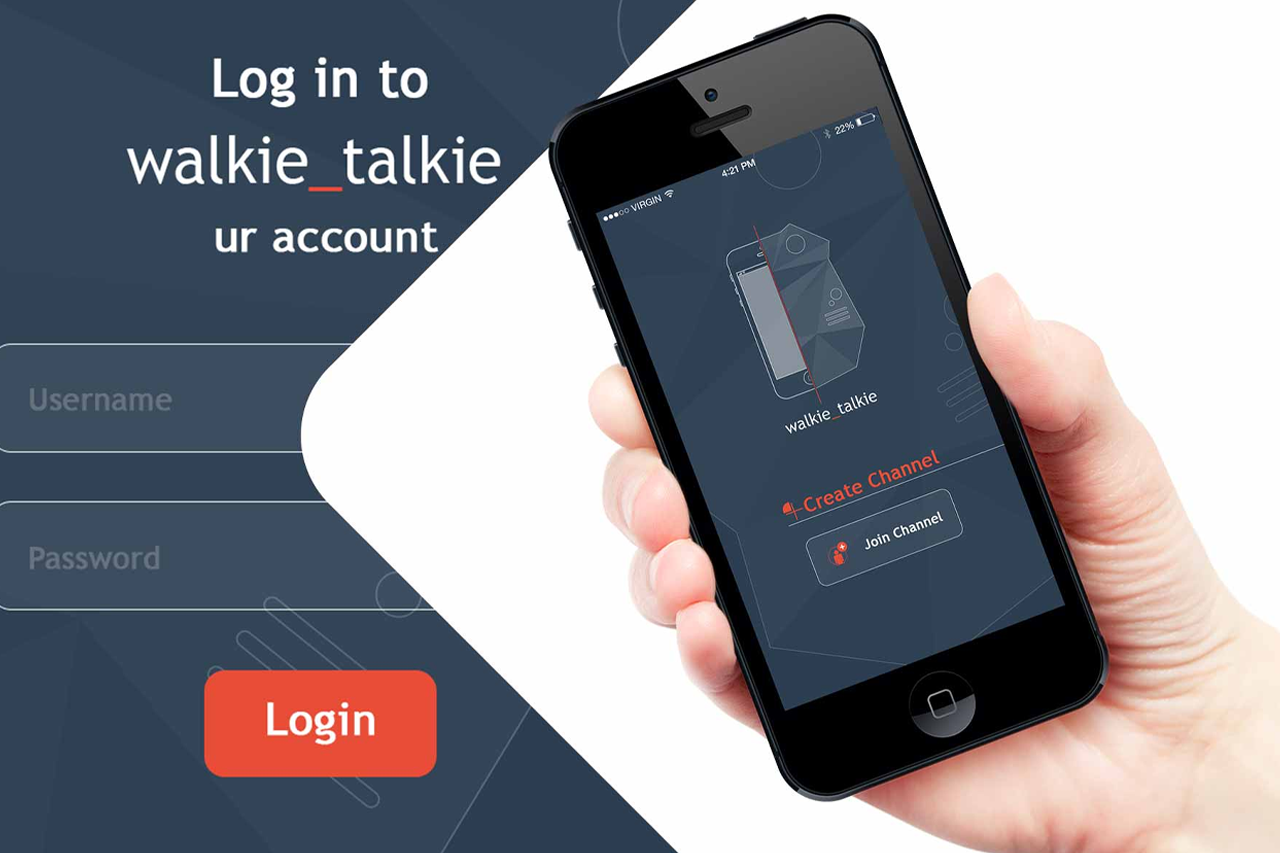 Log in to
walkie_talkie
ur account
Username
Password
Login
VIRGIN
4:21 PM
22%
walkie_talkie
Create Channel
Join Channel